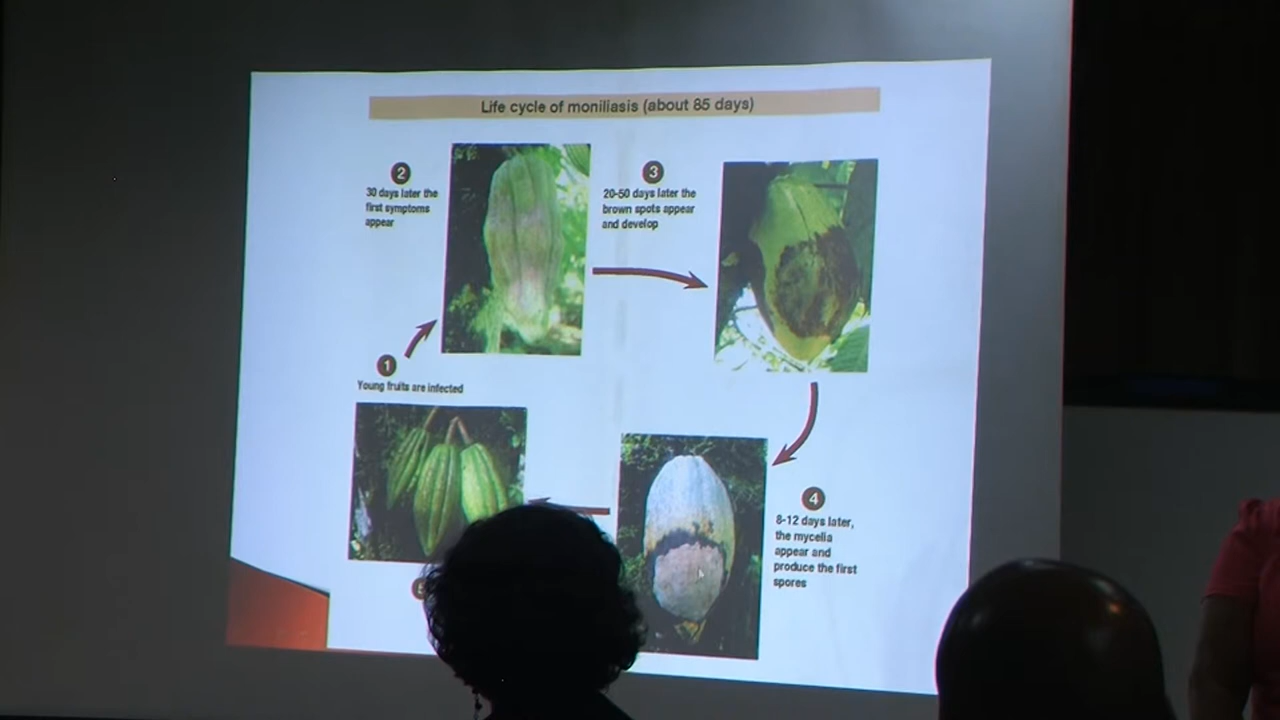 Life cycle of moniliasis (about 85 days)
2
30 days later the
first symptoms
appear
3
20-50 days later the
brown spots appear
and develop
1
Young fruits are infected
4
8-12 days later,
the mycelia
appear and
produce the first
spores